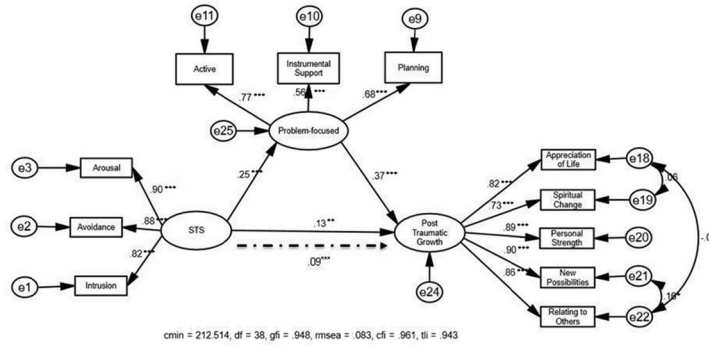 e11
e10
e9
Active
Instrumental
Support
Planning
.77***
.56***
.68***
e25
Problem-focused
e3
Arousal
.90***
.25***
.37***
Appreciation
of Life
e18
.06
.82***
Spiritual
Change
e19
.73***
e2
Avoidance
.88***
STS
.13**
Post
Traumatic
Growth
.89***
Personal
Strength
e20
-.0
.09***
.90***
New
Possibilities
e21
.82***
e1
Intrusion
.86***
.16*
e24
Relating to
Others
e22
cmin = 212.514, df = 38, gfi = .948, rmsea = .083, cfi = .961, tli = .943